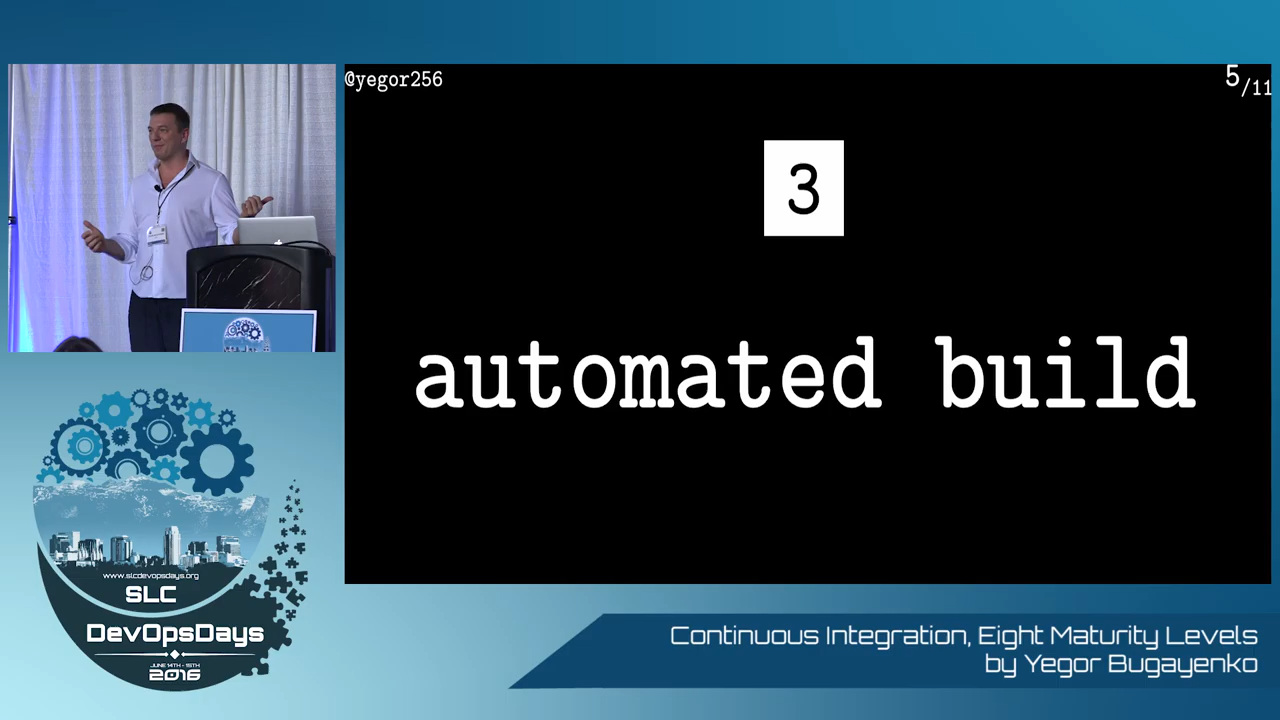 @yegor256
5/11
3
automated build
www.slcdevopsdays.org
SLC
DevOpsDays
JUNE 14TH - 15TH
2016
Continuous Integration, Eight Maturity Levels
by Yegor Bugayenko